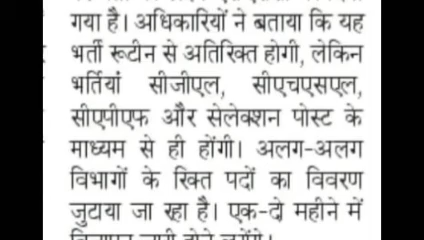 गया है। अधिकारियों ने बताया कि यह
भर्ती रूटीन से अतिरिक्त होगी, लेकिन
भर्तियां सीजीएल, सीएचएसएल,
सीएपीएफ और सेलेक्शन पोस्ट के
माध्यम से ही होंगी। अलग-अलग
विभागों के रिक्त पदों का विवरण
जुटाया जा रहा है। एक-दो महीने में